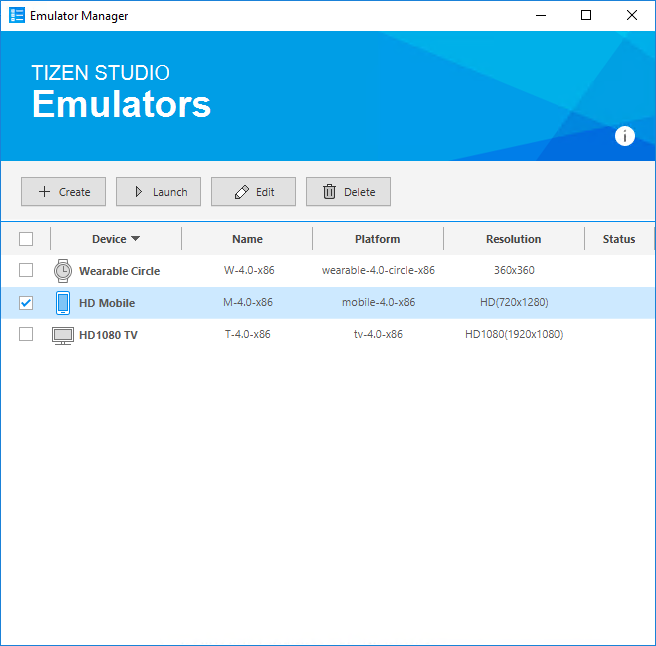 Emulator Manager
TIZEN STUDIO
Emulators
Create Launch Edit Delete
Device Name Platform Resolution Status
Wearable Circle W-4.0-x86 wearable-4.0-circle-x86 360x360
HD Mobile M-4.0-x86 mobile-4.0-x86 HD(720x1280)
HD1080 TV T-4.0-x86 tv-4.0-x86 HD1080(1920x1080)